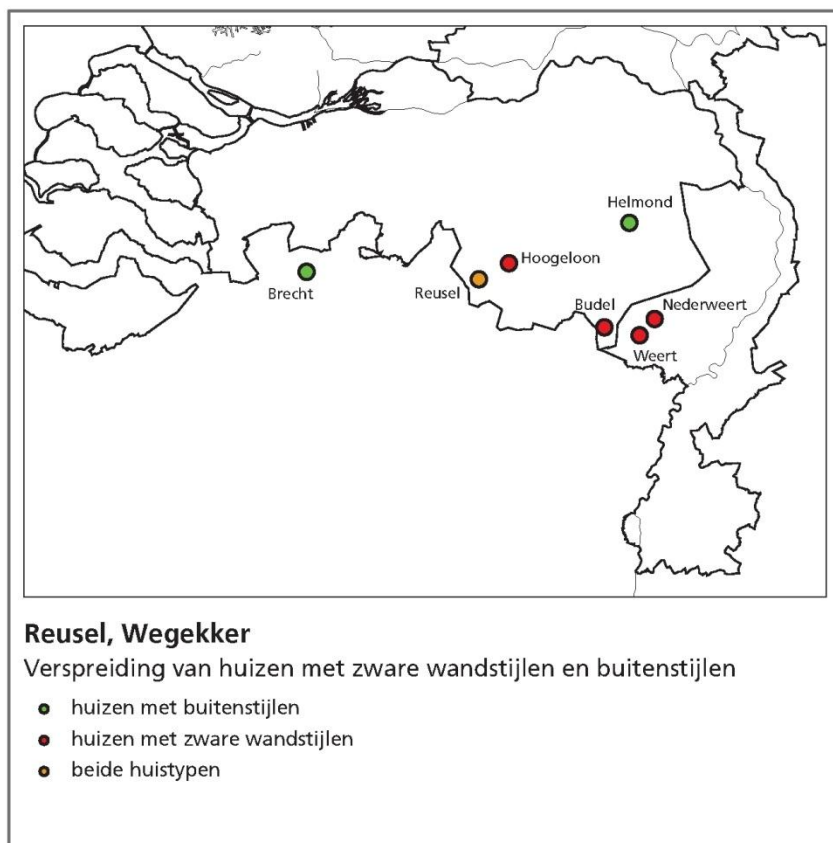 Helmond
Hoogeloon
Brecht
Reusel
Budel
Nederweert
Weert
Reusel, Wegekker
Verspreiding van huizen met zware wandstijlen en buitenstijlen
huizen met buitenstijlen
huizen met zware wandstijlen
beide huistypen